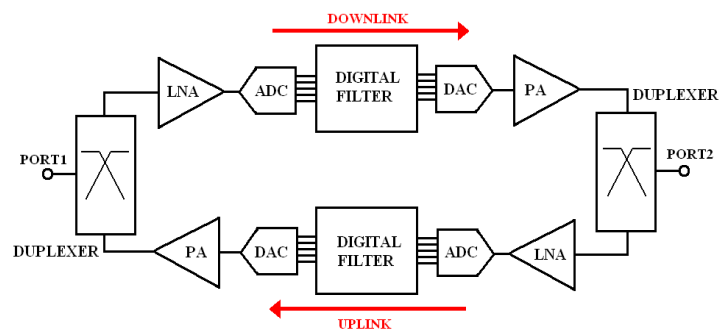 DOWNLINK
LNA
ADC
DIGITAL
FILTER
DAC
PA
DUPLEXER
PORT1
PORT2
DUPLEXER
PA
DAC
DIGITAL
FILTER
ADC
LNA
UPLINK